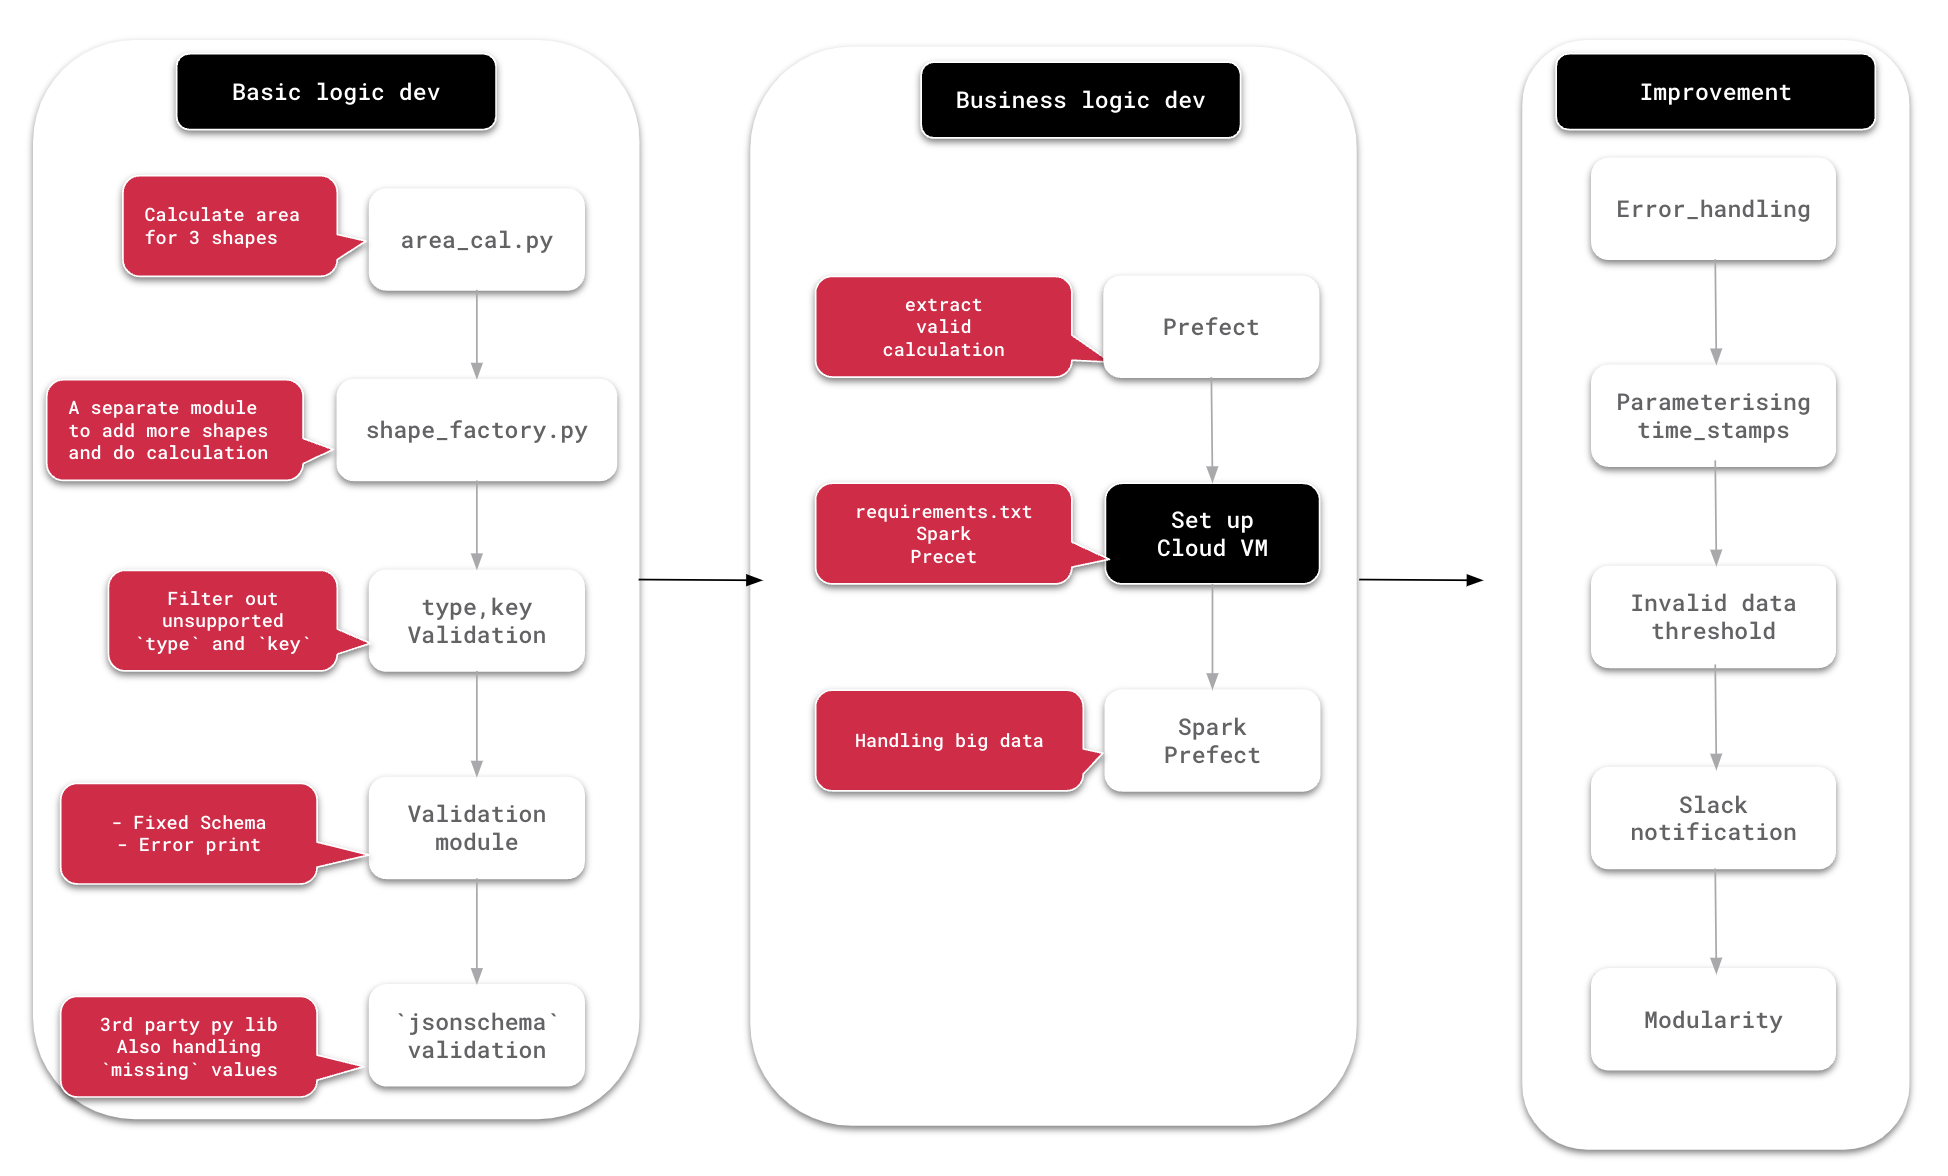 Basic logic dev
Calculate area
for 3 shapes
area_cal.py
A separate module
to add more shapes
and do calculation
shape_factory.py
Filter out
unsupported
`type` and `key`
type,key
Validation
- Fixed Schema
- Error print
Validation
module
3rd party py lib
Also handling
`missing` values
`jsonschema`
validation
Business logic dev
extract
valid
calculation
Prefect
requirements.txt
Spark
Precet
Set up
Cloud VM
Handling big data
Spark
Prefect
Improvement
Error_handling
Parameterising
time_stamps
Invalid data
threshold
Slack
notification
Modularity